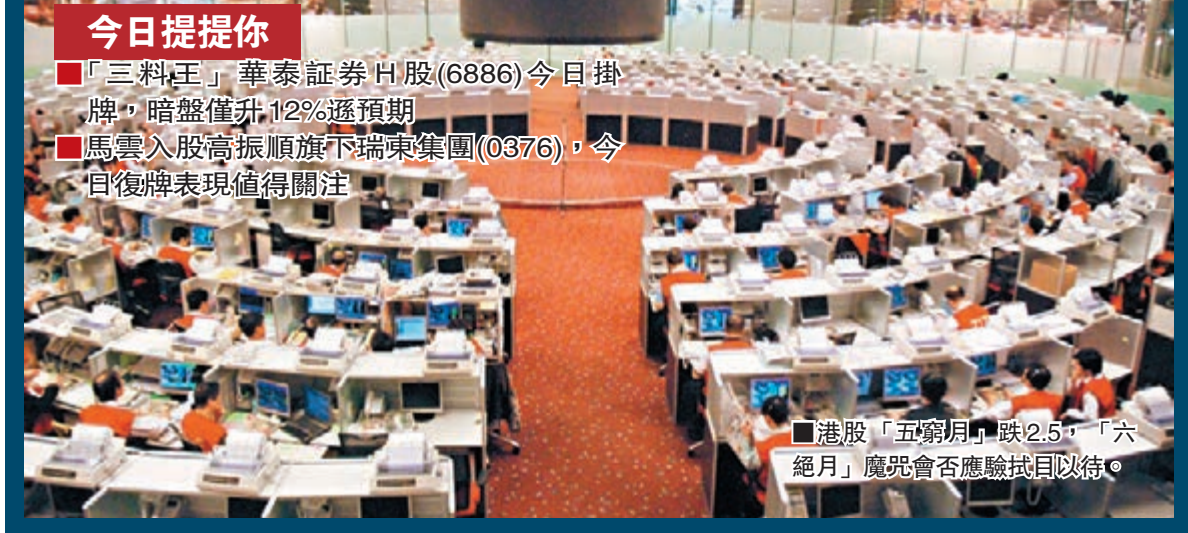 今日提提你
■「三料王」華泰証券H股(6886)今日掛
牌，暗盤僅升12%遜預期
■馬雲入股高振順旗下瑞東集團(0376)，今
日復牌表現值得關注
■港股「五窮月」跌2.5，「六
絕月」魔咒會否應驗拭目以待。